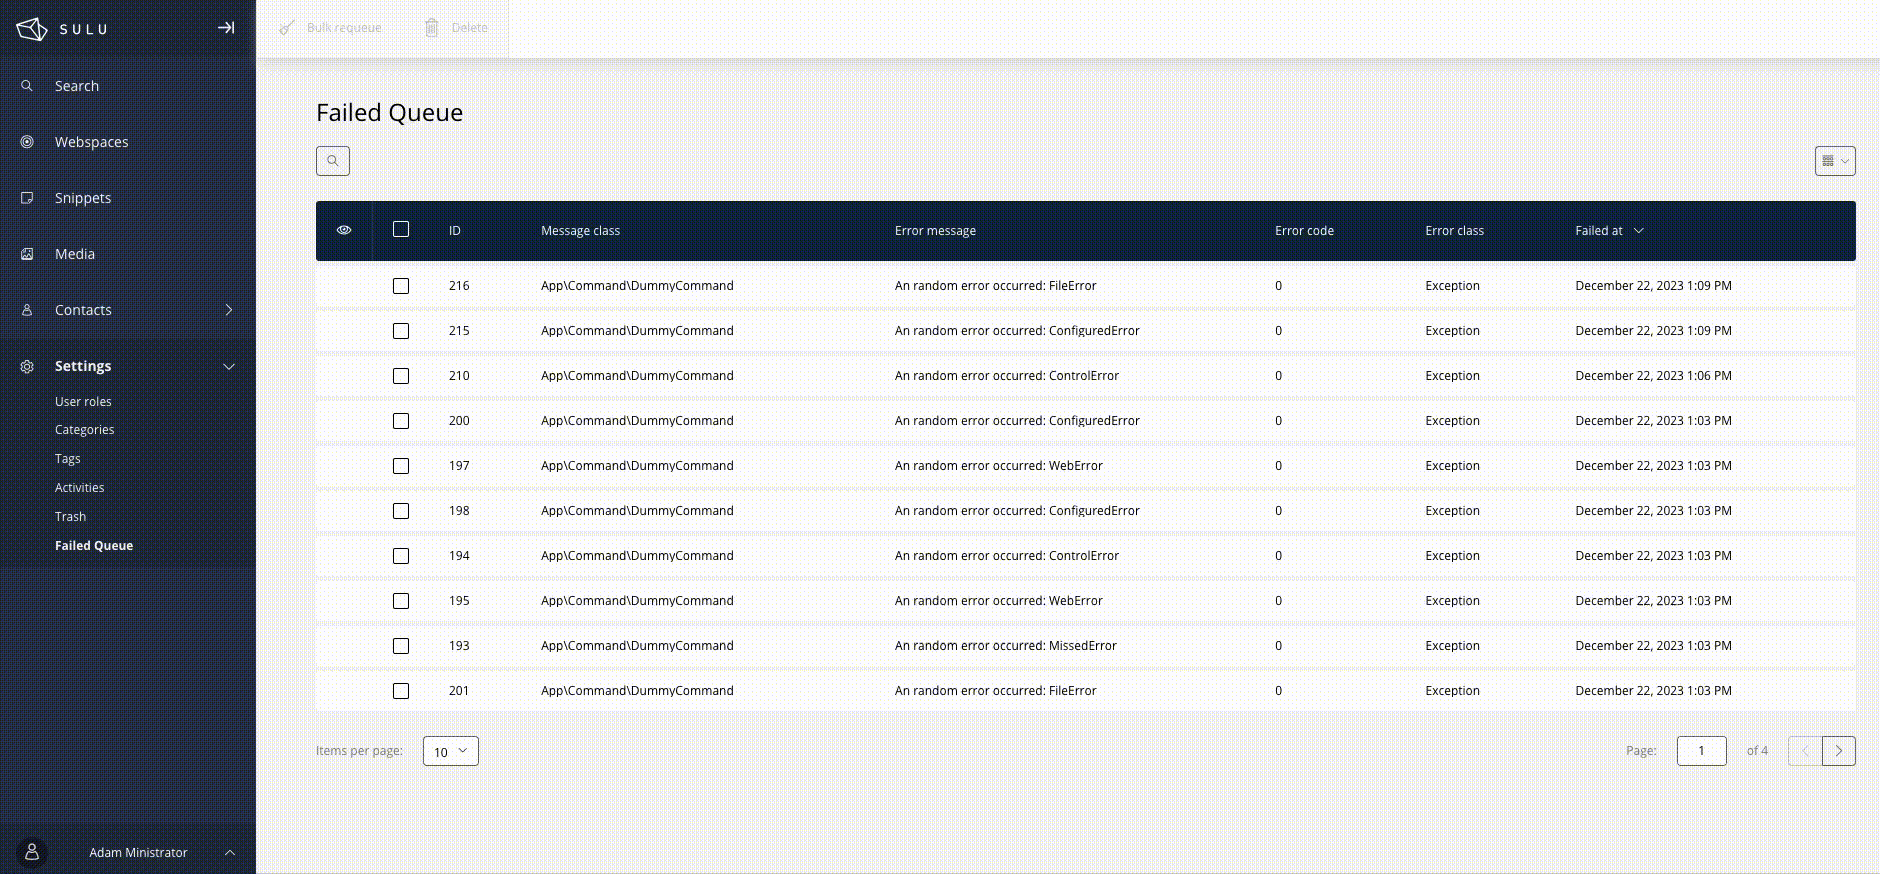 SULU
Bulk requeue Delete
Search
Webspaces
Snippets
Media
Contacts
Settings
User roles
Categories
Tags
Activities
Trash
Failed Queue
Adam Ministrator
Failed Queue
ID Message class Error message Error code Error class Failed at
216 App\Command\DummyCommand An random error occurred: FileError 0 Exception December 22, 2023 1:09 PM
215 App\Command\DummyCommand An random error occurred: ConfiguredError 0 Exception December 22, 2023 1:09 PM
210 App\Command\DummyCommand An random error occurred: ControlError 0 Exception December 22, 2023 1:06 PM
200 App\Command\DummyCommand An random error occurred: ConfiguredError 0 Exception December 22, 2023 1:03 PM
197 App\Command\DummyCommand An random error occurred: WebError 0 Exception December 22, 2023 1:03 PM
198 App\Command\DummyCommand An random error occurred: ConfiguredError 0 Exception December 22, 2023 1:03 PM
194 App\Command\DummyCommand An random error occurred: ControlError 0 Exception December 22, 2023 1:03 PM
195 App\Command\DummyCommand An random error occurred: WebError 0 Exception December 22, 2023 1:03 PM
193 App\Command\DummyCommand An random error occurred: MissedError 0 Exception December 22, 2023 1:03 PM
201 App\Command\DummyCommand An random error occurred: FileError 0 Exception December 22, 2023 1:03 PM
Items per page: 10 Page: 1 of 4